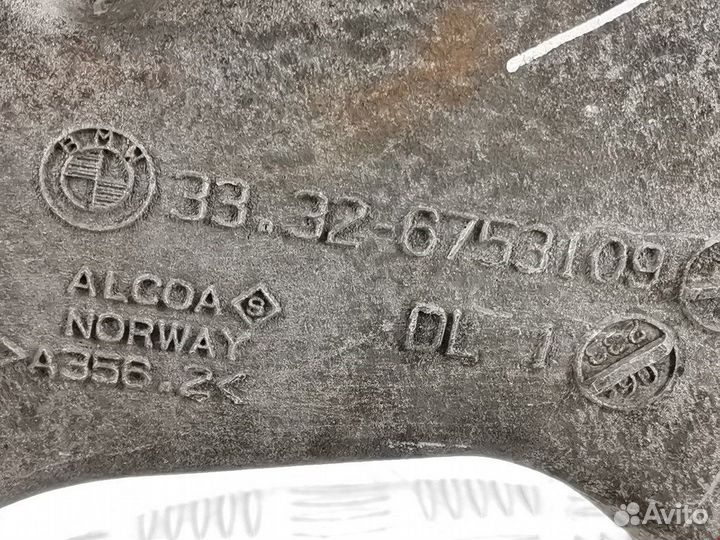 BMW
33.32-6753109
ALCOA S
NORWAY
>A356.2<
DL 1
Avito